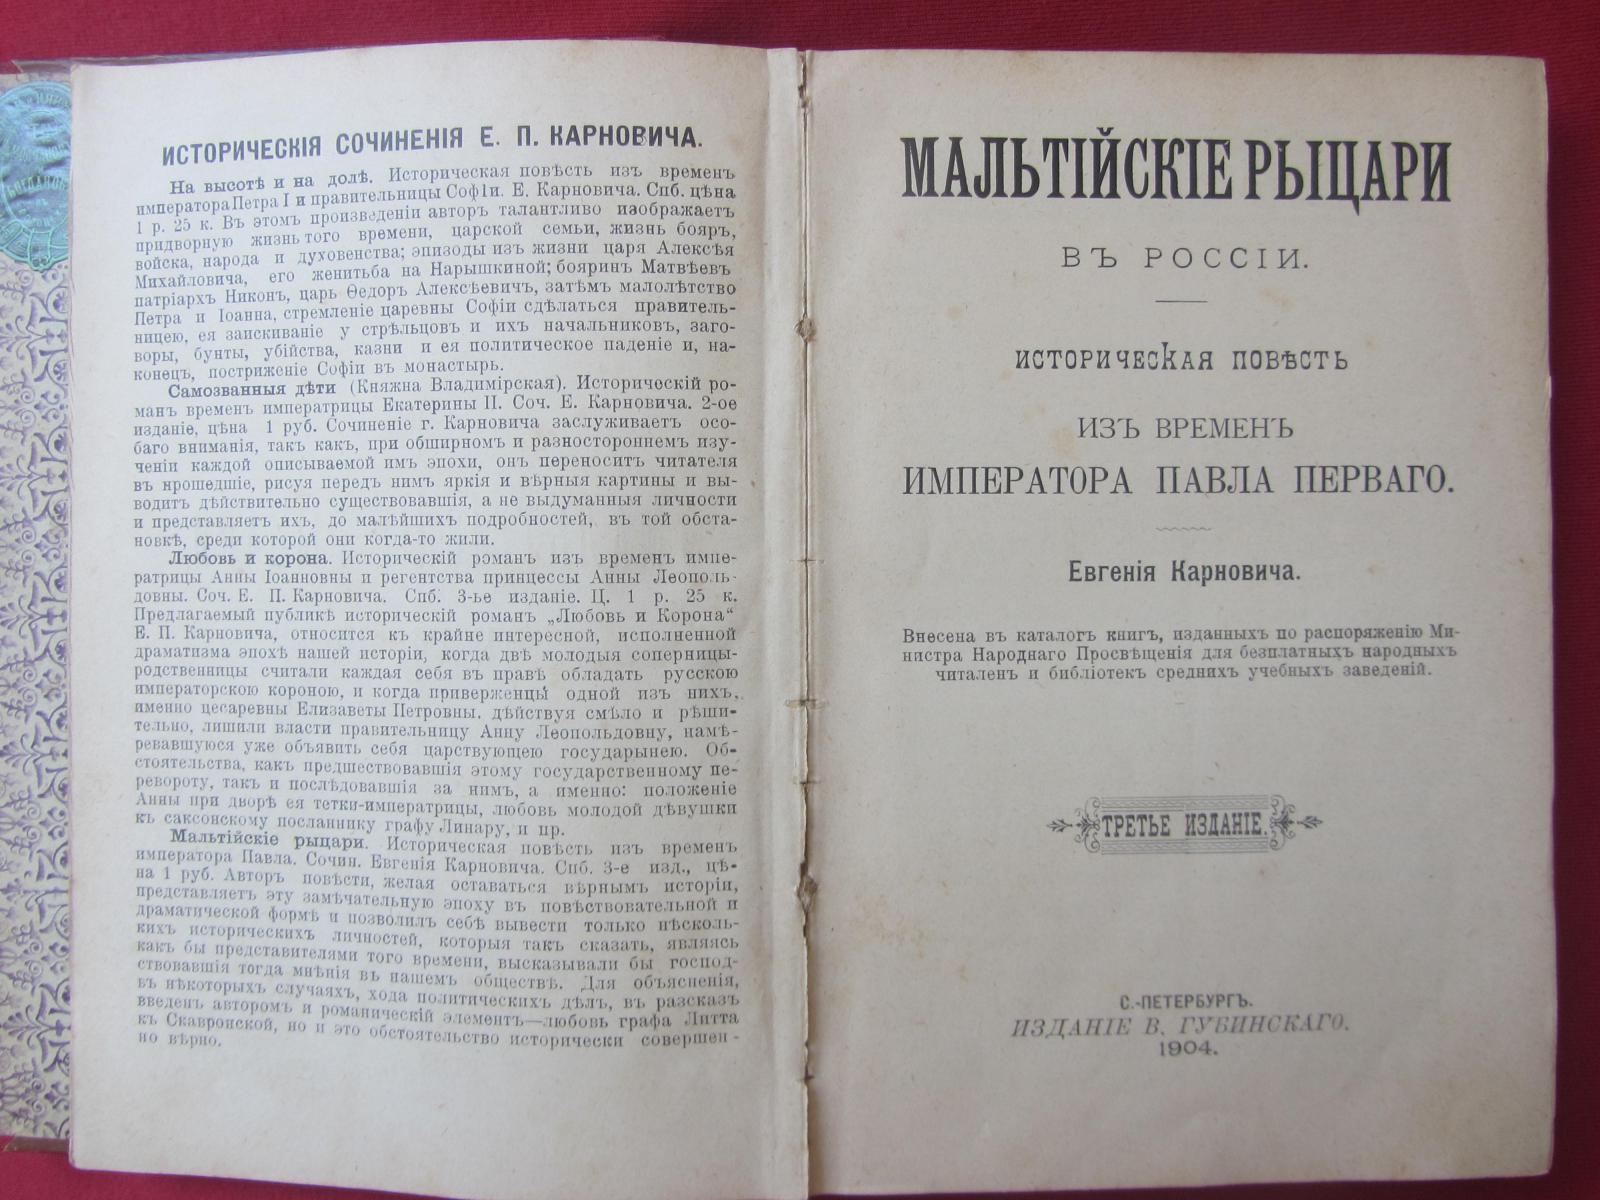 ИСТОРИЧЕСКІЯ СОЧИНЕНІЯ Е. П. КАРНОВИЧА.
На высотѣ и на долѣ. Историческая повѣсть изъ временъ
императора Петра I и правительницы Софіи. Е. Карновича. Спб. цѣна
1 р. 25 к. Въ этомъ произведеніи авторъ талантливо изображаетъ
придворную жизнь того времени, царской семьи, жизнь бояръ,
войска, народа и духовенства; эпизоды изъ жизни царя Алексѣя
Михайловича, его женитьба на Нарышкиной; бояринъ Матвѣевъ
патріархъ Никонъ, царь Ѳедоръ Алексѣевичъ, затѣмъ малолѣтство
Петра и Іоанна, стремленіе царевны Софіи сдѣлаться правитель-
ницею, ея заискиваніе у стрѣльцовъ и ихъ начальниковъ, заго-
воры, бунты, убійства, казни и ея политическое паденіе и, на-
конецъ, постриженіе Софіи въ монастырь.
Самозванныя дѣти (Княжна Владимірская). Историческій ро-
манъ временъ императрицы Екатерины II. Соч. Е. Карновича. 2-ое
изданіе, цѣна 1 руб. Сочиненіе г. Карновича заслуживаетъ осо-
баго вниманія, такъ какъ, при обширномъ и разностороннемъ изу-
ченіи каждой описываемой имъ эпохи, онъ переноситъ читателя
въ крошедшіе, рисуя передъ нимъ яркія и вѣрныя картины и вы-
водитъ дѣйствительно существовавшія, а не выдуманныя личности
и представляетъ ихъ, до малѣйшихъ подробностей, въ той обста-
новкѣ, среди которой они когда-то жили.
Любовь и корона. Историческій романъ изъ временъ импе-
ратрицы Анны Іоанновны и регентства принцессы Анны Леополь-
довны. Соч. Е. П. Карновича. Спб. 3-ье изданіе. Ц. 1 р. 25 к.
Предлагаемый публикѣ историческій романъ „Любовь и Корона“
Е. П. Карновича, относится къ крайне интересной, исполненной
драматизма эпохѣ нашей исторіи, когда двѣ молодыя соперницы-
родственницы считали каждая себя въ правѣ обладать русскою
императорскою короною, и когда приверженцы одной изъ нихъ,
именно цесаревны Елизаветы Петровны. дѣйствуя смѣло и рѣши-
тельно, лишили власти правительницу Анну Леопольдовну, намѣ-
ревавшуюся уже объявить себя царствующею государынею. Об-
стоятельства, какъ предшествовавшія этому государственному пе-
ревороту, такъ и послѣдовавшія за нимъ, а именно: положеніе
Анны при дворѣ ея тетки-императрицы, любовь молодой дѣвушки
къ саксонскому посланнику графу Линару, и пр.
Мальтійскіе рыцари. Историческая повѣсть изъ временъ
императора Павла. Сочин. Евгенія Карновича. Спб. 3-е изд., цѣ-
на 1 руб. Авторъ повѣсти, желая оставаться вѣрнымъ исторіи,
представляетъ эту замѣчательную эпоху въ повѣствовательной и
драматической формѣ и позволилъ себѣ вывести только нѣсколь-
кихъ историческихъ личностей, которыя такъ сказать, являясь
какъ бы представителями того времени, высказывали бы господ-
ствовавшія тогда мнѣнія въ нашемъ обществѣ. Для объясненія,
въ нѣкоторыхъ случаяхъ, хода политическихъ дѣлъ, въ разсказъ
введенъ авторомъ и романическій элементъ—любовь графа Литта
къ Скавронской, но и это обстоятельство исторически совершен-
но вѣрно.
МАЛЬТІЙСКІЕ РЫЦАРИ
ВЪ РОССІИ.
ИСТОРИЧЕСКАЯ ПОВѢСТЬ
ИЗЪ ВРЕМЕНЪ
ИМПЕРАТОРА ПАВЛА ПЕРВАГО.
Евгенія Карновича.
Внесена въ каталогъ книгъ, изданныхъ по распоряженію Ми-
нистра Народнаго Просвѣщенія для безплатныхъ народныхъ
читаленъ и библіотекъ среднихъ учебныхъ заведеній.
ТРЕТЬЕ ИЗДАНІЕ.
С.-ПЕТЕРБУРГЪ.
ИЗДАНІЕ В. ГУБИНСКАГО.
1904.